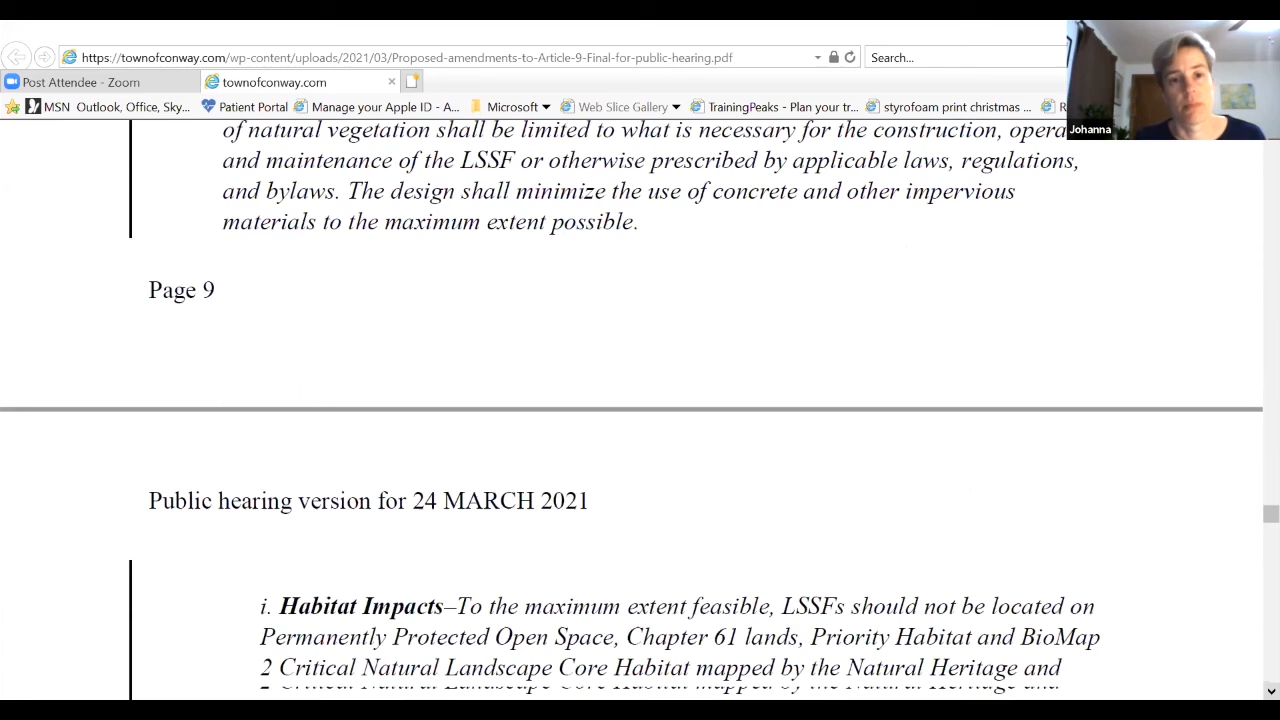 https://townofconway.com/wp-content/uploads/2021/03/Proposed-amendments-to-Article-9-Final-for-public-hearing.pdf
Search...
Post Attendee - Zoom
townofconway.com
MSN
Outlook, Office, Sky...
Patient Portal
Manage your Apple ID - A...
Microsoft
Web Slice Gallery
TrainingPeaks - Plan your tr...
styrofoam print christmas ...
Johanna
of natural vegetation shall be limited to what is necessary for the construction, opera
and maintenance of the LSSF or otherwise prescribed by applicable laws, regulations,
and bylaws. The design shall minimize the use of concrete and other impervious
materials to the maximum extent possible.
Page 9
Public hearing version for 24 MARCH 2021
i. Habitat Impacts–To the maximum extent feasible, LSSFs should not be located on
Permanently Protected Open Space, Chapter 61 lands, Priority Habitat and BioMap
2 Critical Natural Landscape Core Habitat mapped by the Natural Heritage and